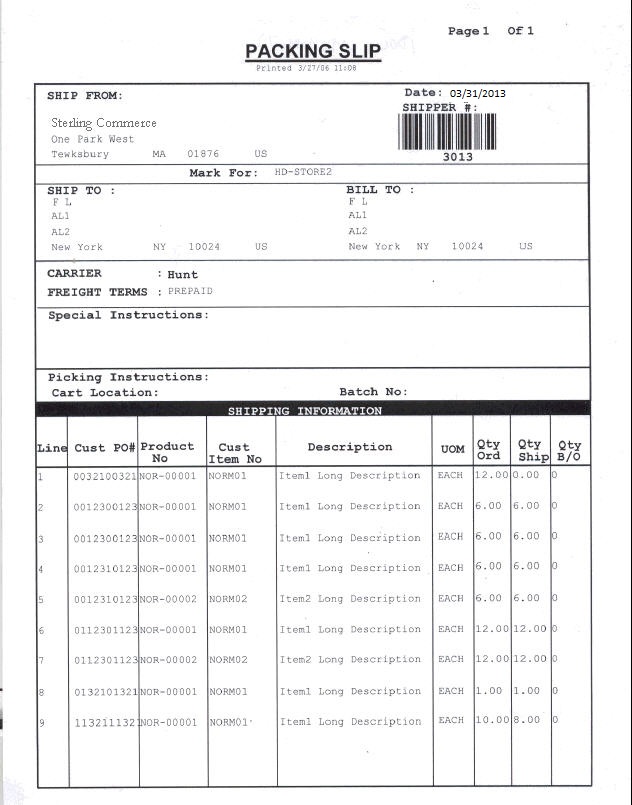 Page 1 Of 1
PACKING SLIP
Printed 3/27/06 11:08
SHIP FROM: Date: 03/31/2013
SHIPPER #:
Sterling Commerce
One Park West
Tewksbury MA 01876 US
3013
Mark For: HD-STORE2
SHIP TO : BILL TO :
F L F L
AL1 AL1
AL2 AL2
New York NY 10024 US New York NY 10024 US
CARRIER : Hunt
FREIGHT TERMS : PREPAID
Special Instructions:
Picking Instructions:
Cart Location: Batch No:
SHIPPING INFORMATION
Line Cust PO# Product No Cust Item No Description UOM Qty Ord Qty Ship Qty B/O
1 0032100321 NOR-00001 NORM01 Item1 Long Description EACH 12.00 0.00 0
2 0012300123 NOR-00001 NORM01 Item1 Long Description EACH 6.00 6.00 0
3 0012300123 NOR-00001 NORM01 Item1 Long Description EACH 6.00 6.00 0
4 0012310123 NOR-00001 NORM01 Item1 Long Description EACH 6.00 6.00 0
5 0012310123 NOR-00002 NORM02 Item2 Long Description EACH 6.00 6.00 0
6 0112301123 NOR-00001 NORM01 Item1 Long Description EACH 12.00 12.00 0
7 0112301123 NOR-00002 NORM02 Item2 Long Description EACH 12.00 12.00 0
8 0132101321 NOR-00001 NORM01 Item1 Long Description EACH 1.00 1.00 0
9 113211132 NOR-00001 NORM01 Item1 Long Description EACH 10.00 8.00 0